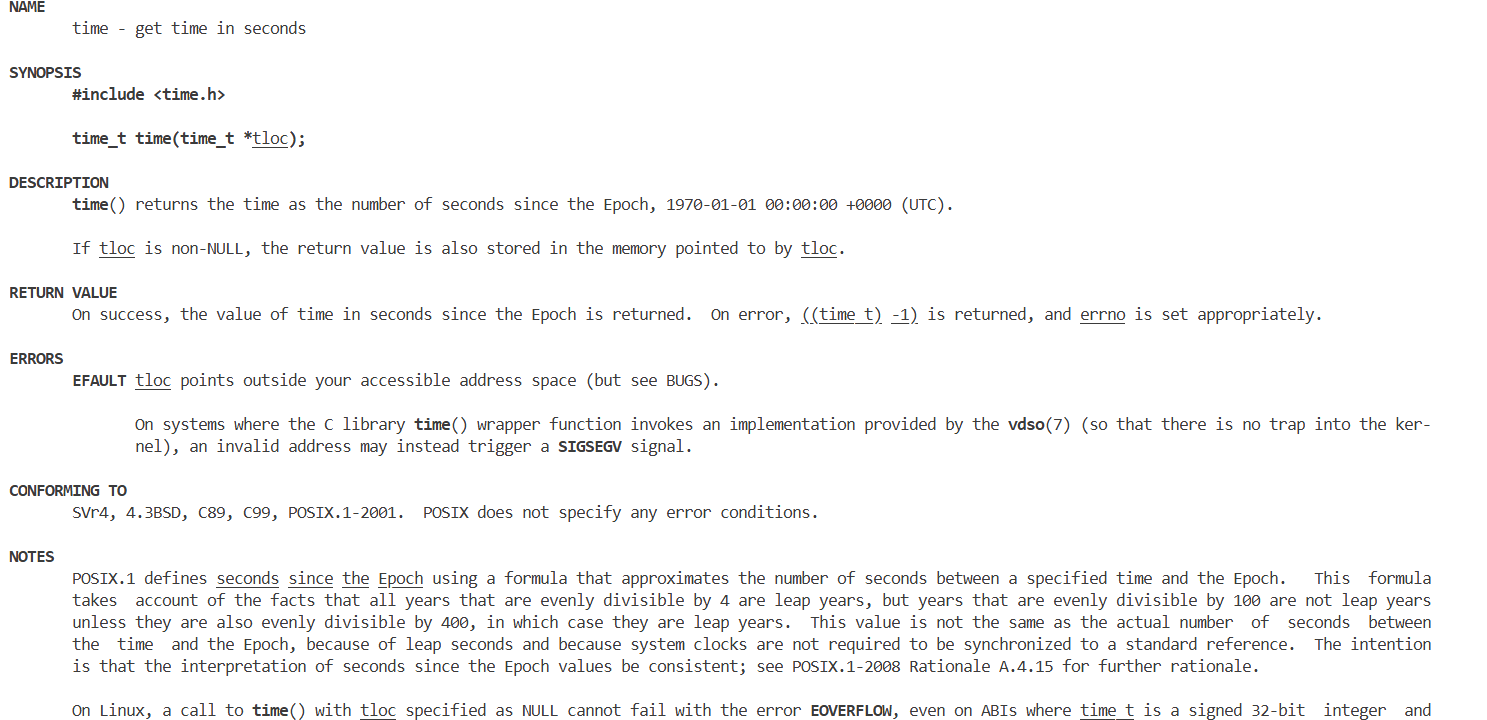 NAME
time - get time in seconds
SYNOPSIS
#include <time.h>
time_t time(time_t *tloc);
DESCRIPTION
time() returns the time as the number of seconds since the Epoch, 1970-01-01 00:00:00 +0000 (UTC).
If tloc is non-NULL, the return value is also stored in the memory pointed to by tloc.
RETURN VALUE
On success, the value of time in seconds since the Epoch is returned.  On error, ((time_t) -1) is returned, and errno is set appropriately.
ERRORS
EFAULT tloc points outside your accessible address space (but see BUGS).
On systems where the C library time() wrapper function invokes an implementation provided by the vdso(7) (so that there is no trap into the ker-
nel), an invalid address may instead trigger a SIGSEGV signal.
CONFORMING TO
SVr4, 4.3BSD, C89, C99, POSIX.1-2001.  POSIX does not specify any error conditions.
NOTES
POSIX.1 defines seconds since the Epoch using a formula that approximates the number of seconds between a specified time and the Epoch.   This  formula
takes  account of the facts that all years that are evenly divisible by 4 are leap years, but years that are evenly divisible by 100 are not leap years
unless they are also evenly divisible by 400, in which case they are leap years.  This value is not the same as the actual number  of  seconds  between
the  time  and the Epoch, because of leap seconds and because system clocks are not required to be synchronized to a standard reference.  The intention
is that the interpretation of seconds since the Epoch values be consistent; see POSIX.1-2008 Rationale A.4.15 for further rationale.
On Linux, a call to time() with tloc specified as NULL cannot fail with the error EOVERFLOW, even on ABIs where time_t is a signed 32-bit  integer  and